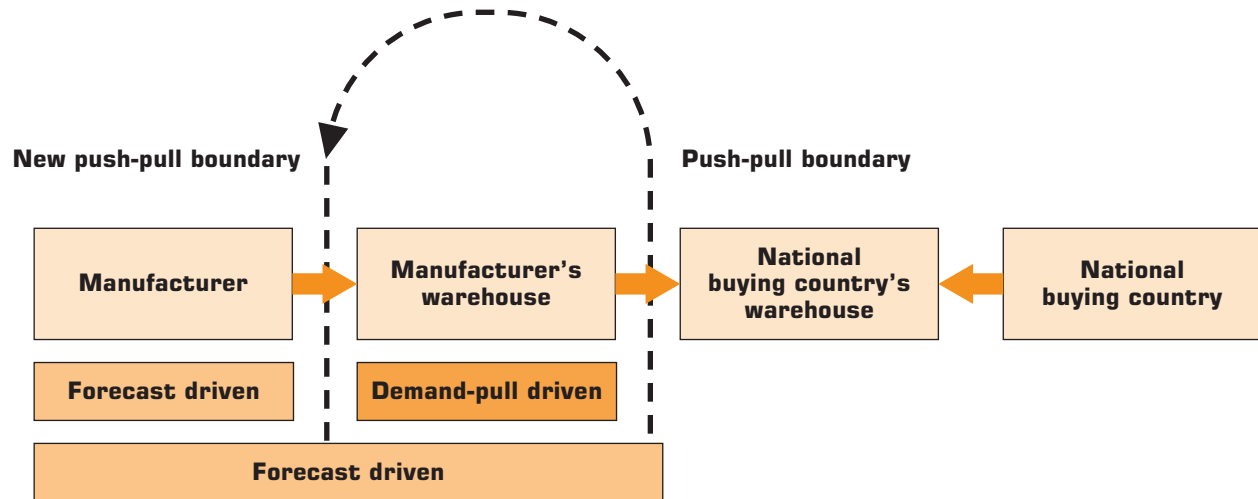 New push-pull boundary
Push-pull boundary
Manufacturer
Manufacturer’s
warehouse
National
buying country’s
warehouse
National
buying country
Forecast driven
Demand-pull driven
Forecast driven